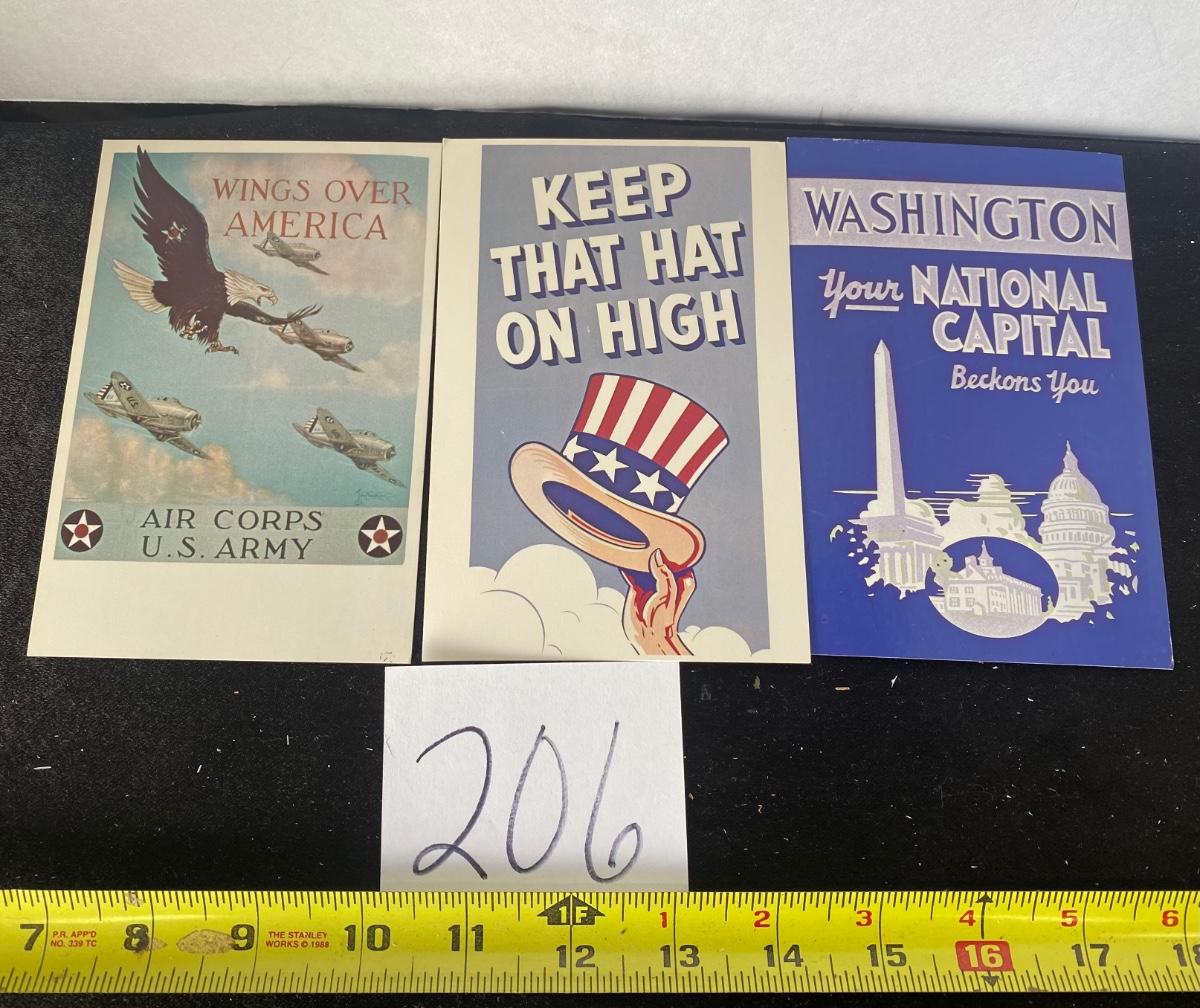 WINGS OVER
AMERICA
AIR CORPS
U.S. ARMY
KEEP
THAT HAT
ON HIGH
WASHINGTON
Your NATIONAL
CAPITAL
Beckons You
206
1F 1 2 3 4 5 6
7 P.R. APP'D NO. 339 TC 8 9 THE STANLEY WORKS © 1988 10 11 12 13 14 15 16 17 18